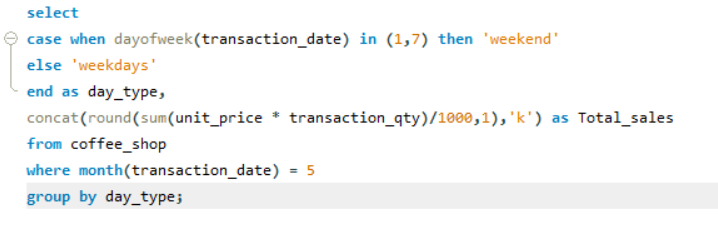 select
case when dayofweek(transaction_date) in (1,7) then 'weekend'
else 'weekdays'
end as day_type,
concat(round(sum(unit_price * transaction_qty)/1000,1),'k') as Total_sales
from coffee_shop
where month(transaction_date) = 5
group by day_type;